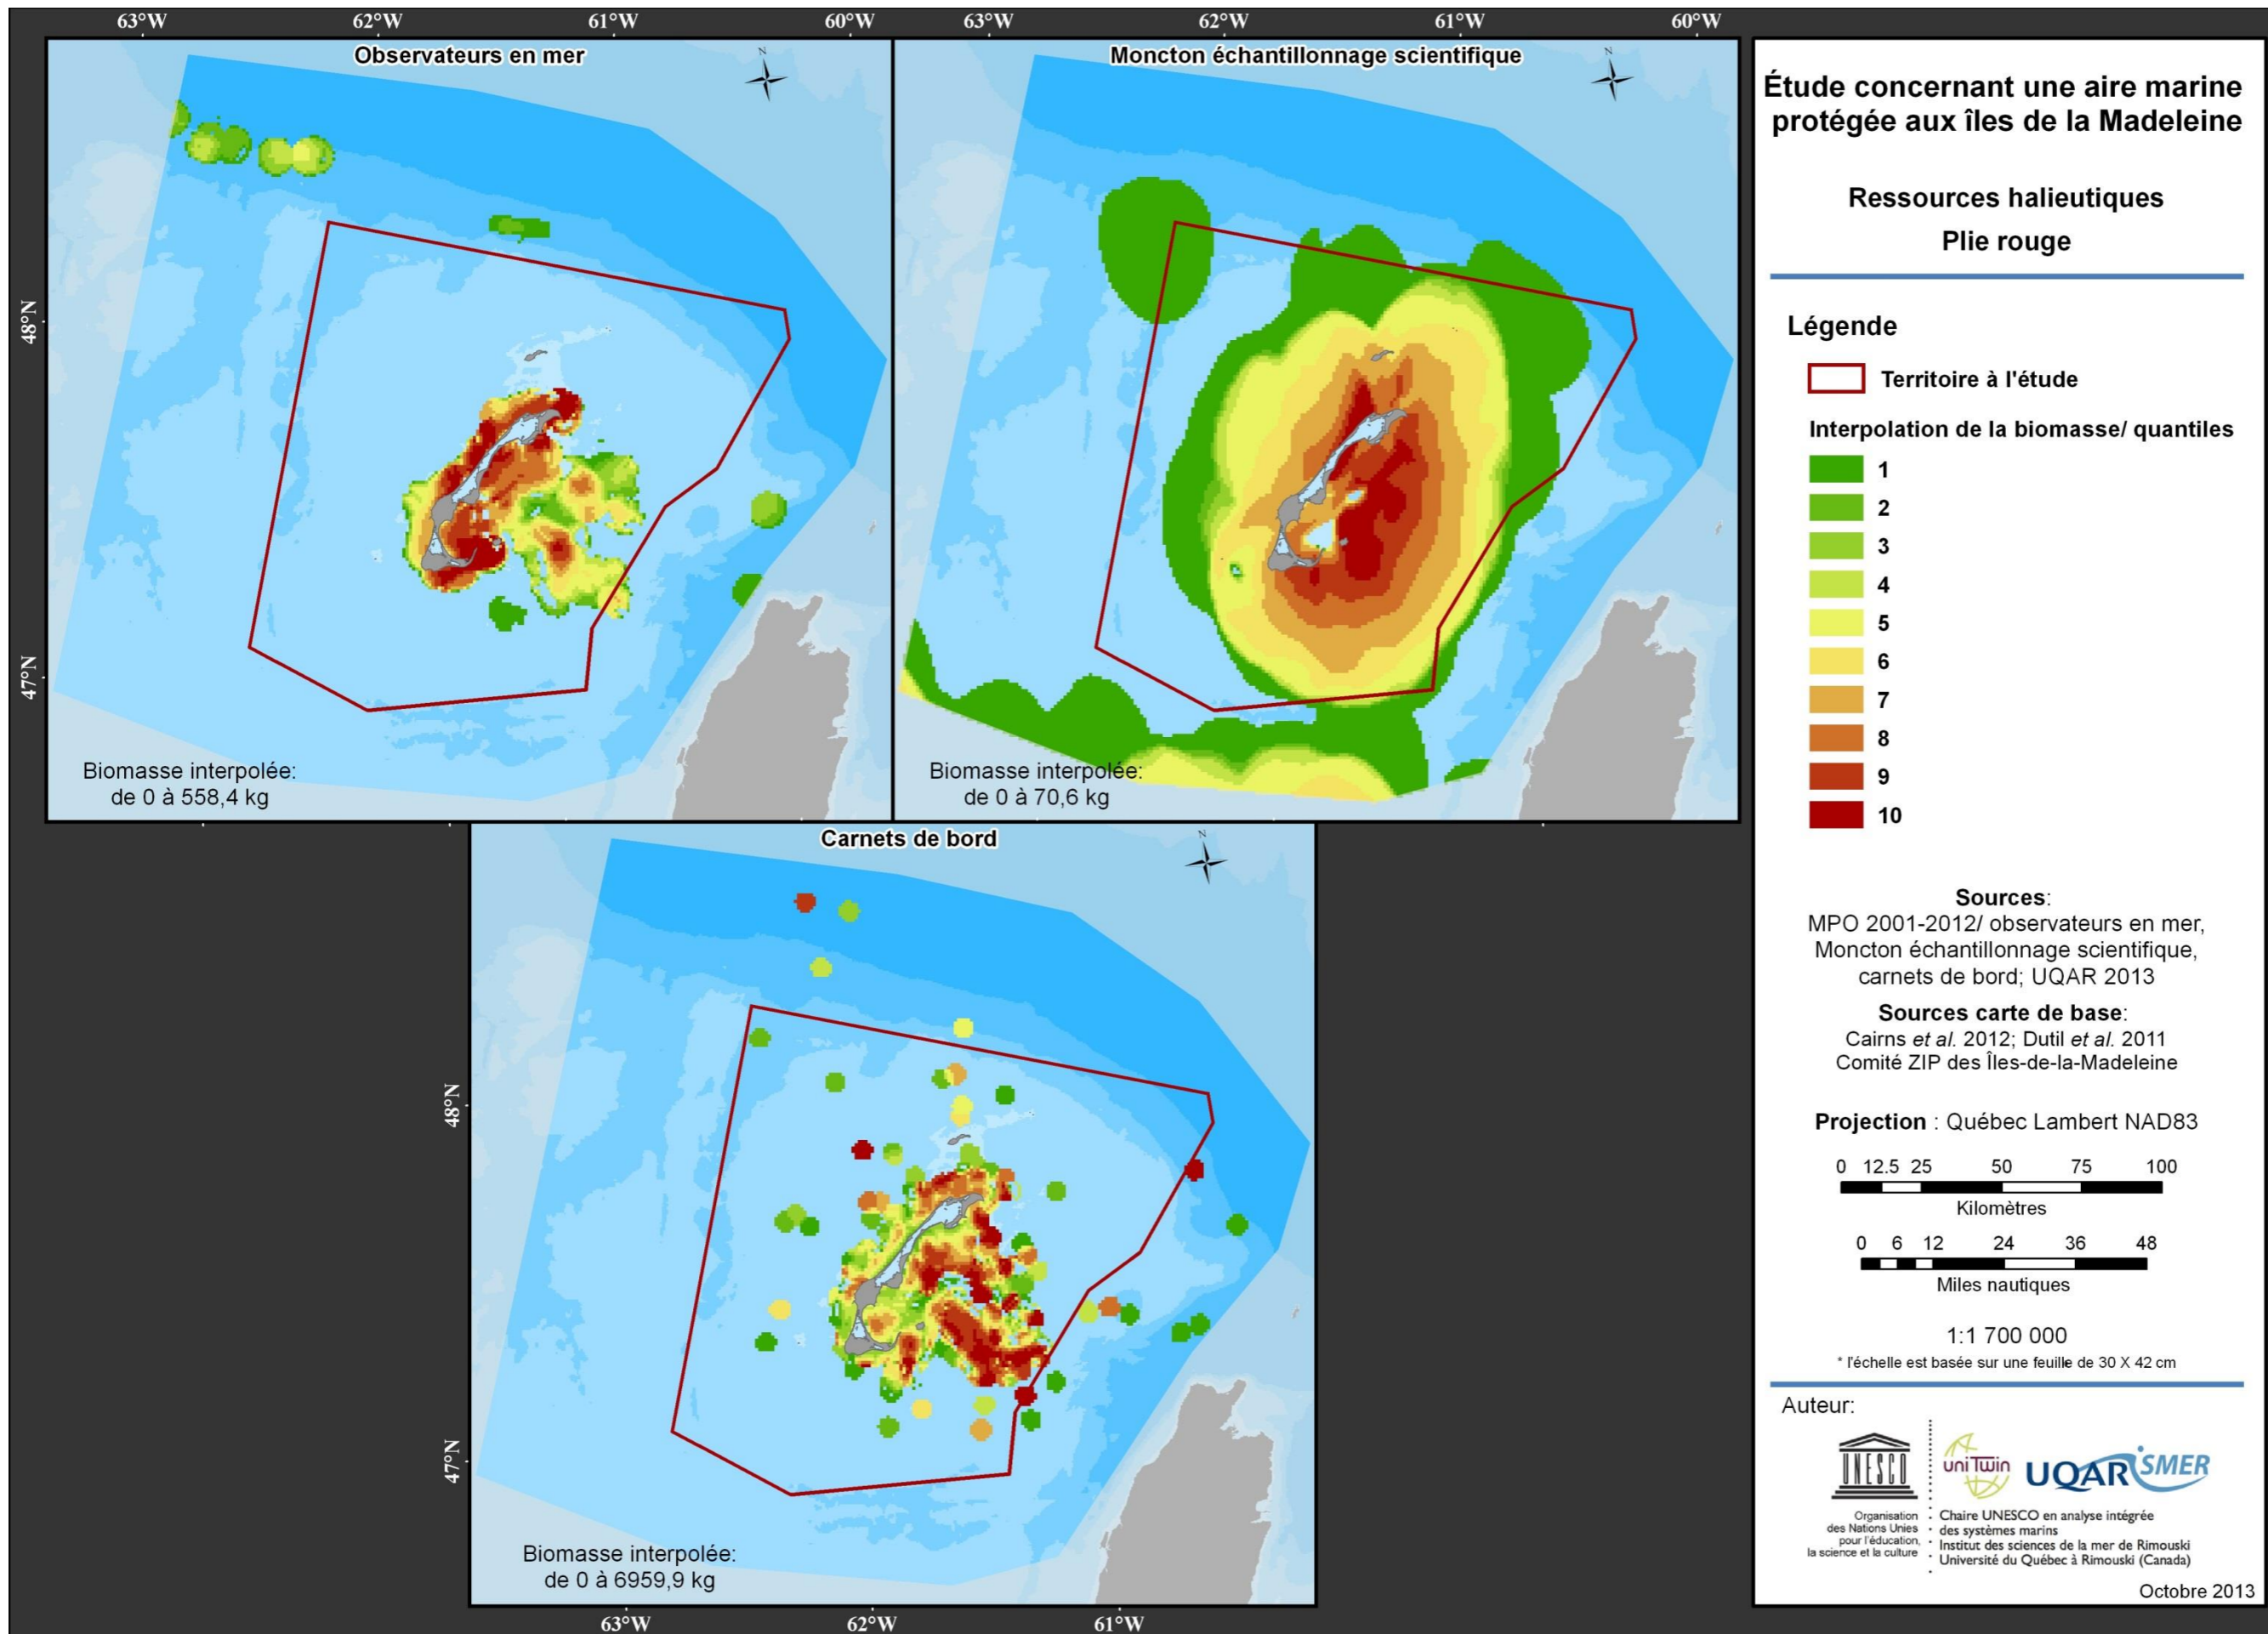 63°W 62°W 61°W 60°W 63°W 62°W 61°W 60°W
Observateurs en mer
N
48°N
47°N
Biomasse interpolée:
de 0 à 558,4 kg
Moncton échantillonnage scientifique
N
Biomasse interpolée:
de 0 à 70,6 kg
Carnets de bord
N
48°N
47°N
Biomasse interpolée:
de 0 à 6959,9 kg
63°W 62°W 61°W
Étude concernant une aire marine
protégée aux îles de la Madeleine
Ressources halieutiques
Plie rouge
Légende
Territoire à l'étude
Interpolation de la biomasse/ quantiles
1
2
3
4
5
6
7
8
9
10
Sources:
MPO 2001-2012/ observateurs en mer,
Moncton échantillonnage scientifique,
carnets de bord; UQAR 2013
Sources carte de base:
Cairns et al. 2012; Dutil et al. 2011
Comité ZIP des Îles-de-la-Madeleine
Projection : Québec Lambert NAD83
0 12.5 25 50 75 100
Kilomètres
0 6 12 24 36 48
Miles nautiques
1:1 700 000
* l'échelle est basée sur une feuille de 30 X 42 cm
Auteur:
UNESCO
uniTwin
UQAR ISMER
Organisation
des Nations Unies
pour l'éducation,
la science et la culture
Chaire UNESCO en analyse intégrée
des systèmes marins
Institut des sciences de la mer de Rimouski
Université du Québec à Rimouski (Canada)
Octobre 2013